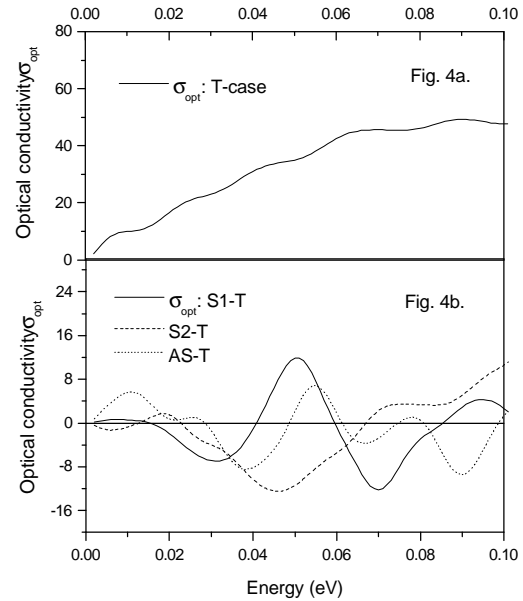 0.00 0.02 0.04 0.06 0.08 0.10
80
60
40
20
0
Optical conductivityσopt
σopt: T-case
Fig. 4a.
24
16
8
0
-8
-16
Optical conductivityσopt
σopt: S1-T
S2-T
AS-T
Fig. 4b.
0.00 0.02 0.04 0.06 0.08 0.10
Energy (eV)